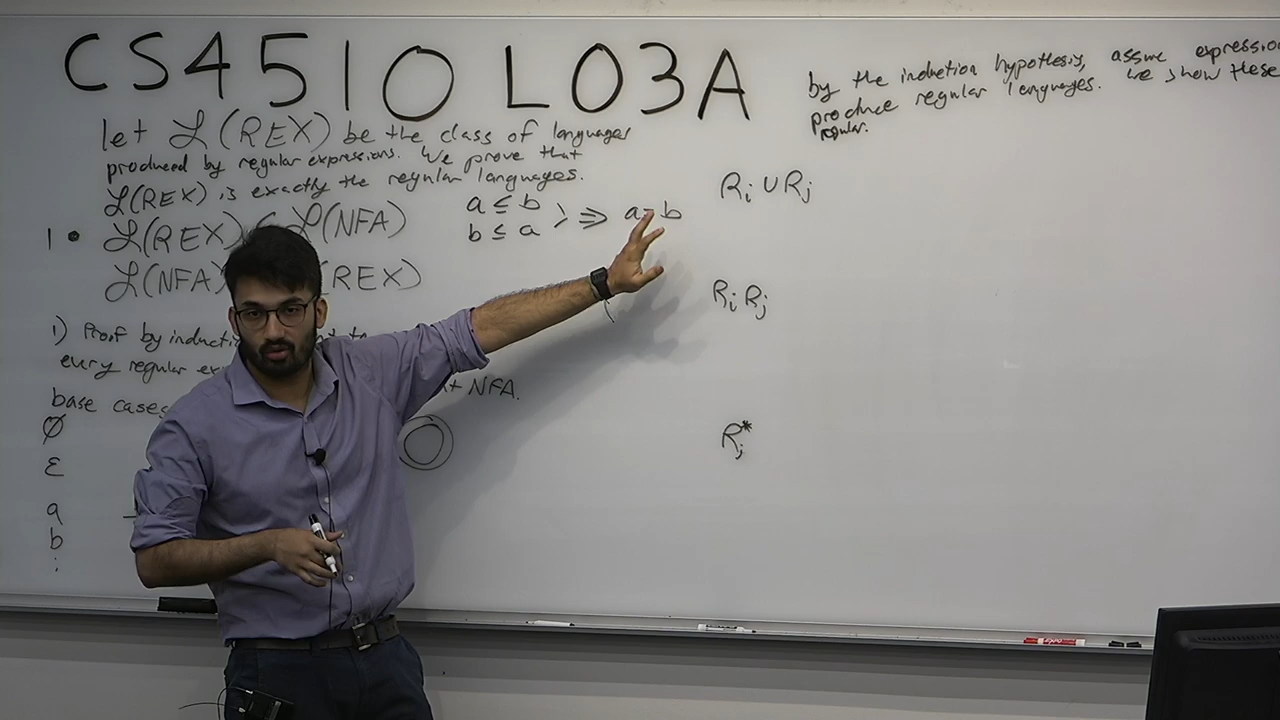 CS4510 L03A
let ℒ(REX) be the class of languages
produced by regular expressions. We prove that
ℒ(REX) is exactly the regular languages.
1 • ℒ(REX) ⊆ ℒ(NFA)
ℒ(NFA) (REX)
a ≤ b
b ≤ a
⟩ ⇒ a=b
1) Proof by inducti
every regular ex
NFA.
base cases
∅
ε
a
b
:
by the induction hypothesis, assume expressio
produce regular languages. We show these
regular.
Ri ∪ Rj
Ri Rj
Rj*